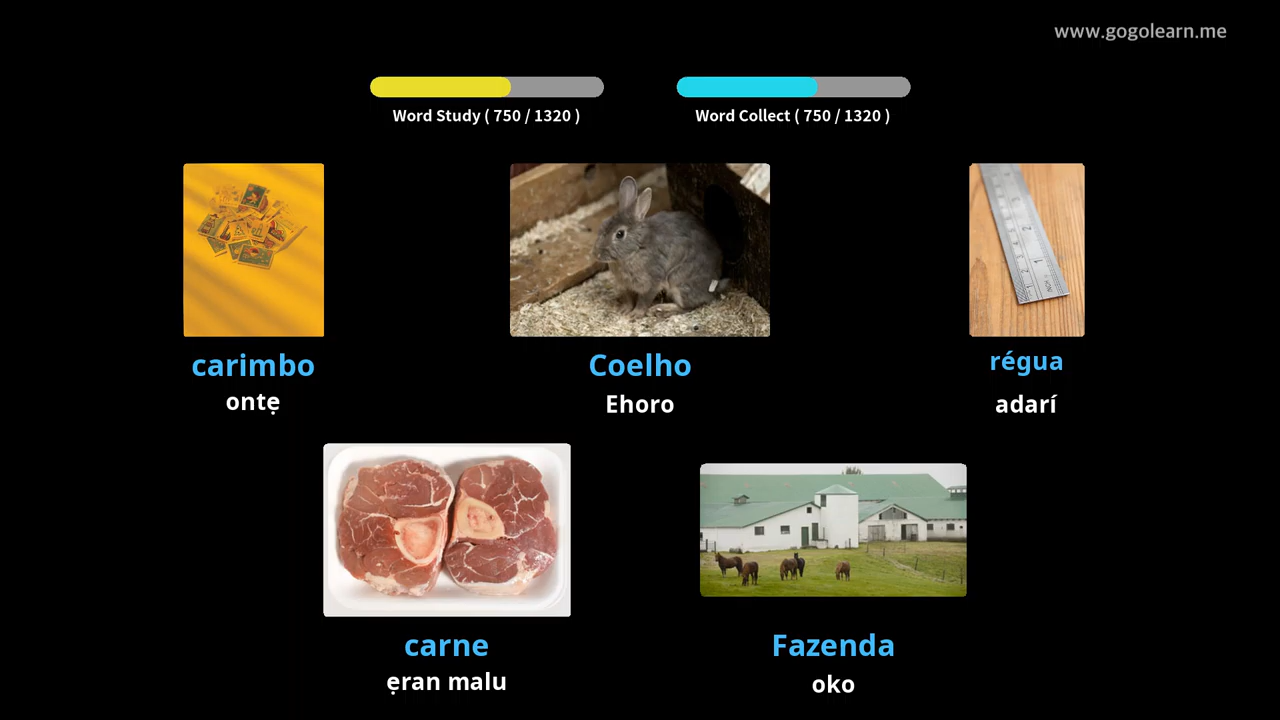 www.gogolearn.me
Word Study ( 750 / 1320 )
Word Collect ( 750 / 1320 )
carimbo
ontẹ
Coelho
Ehoro
régua
adarí
carne
ẹran malu
Fazenda
oko